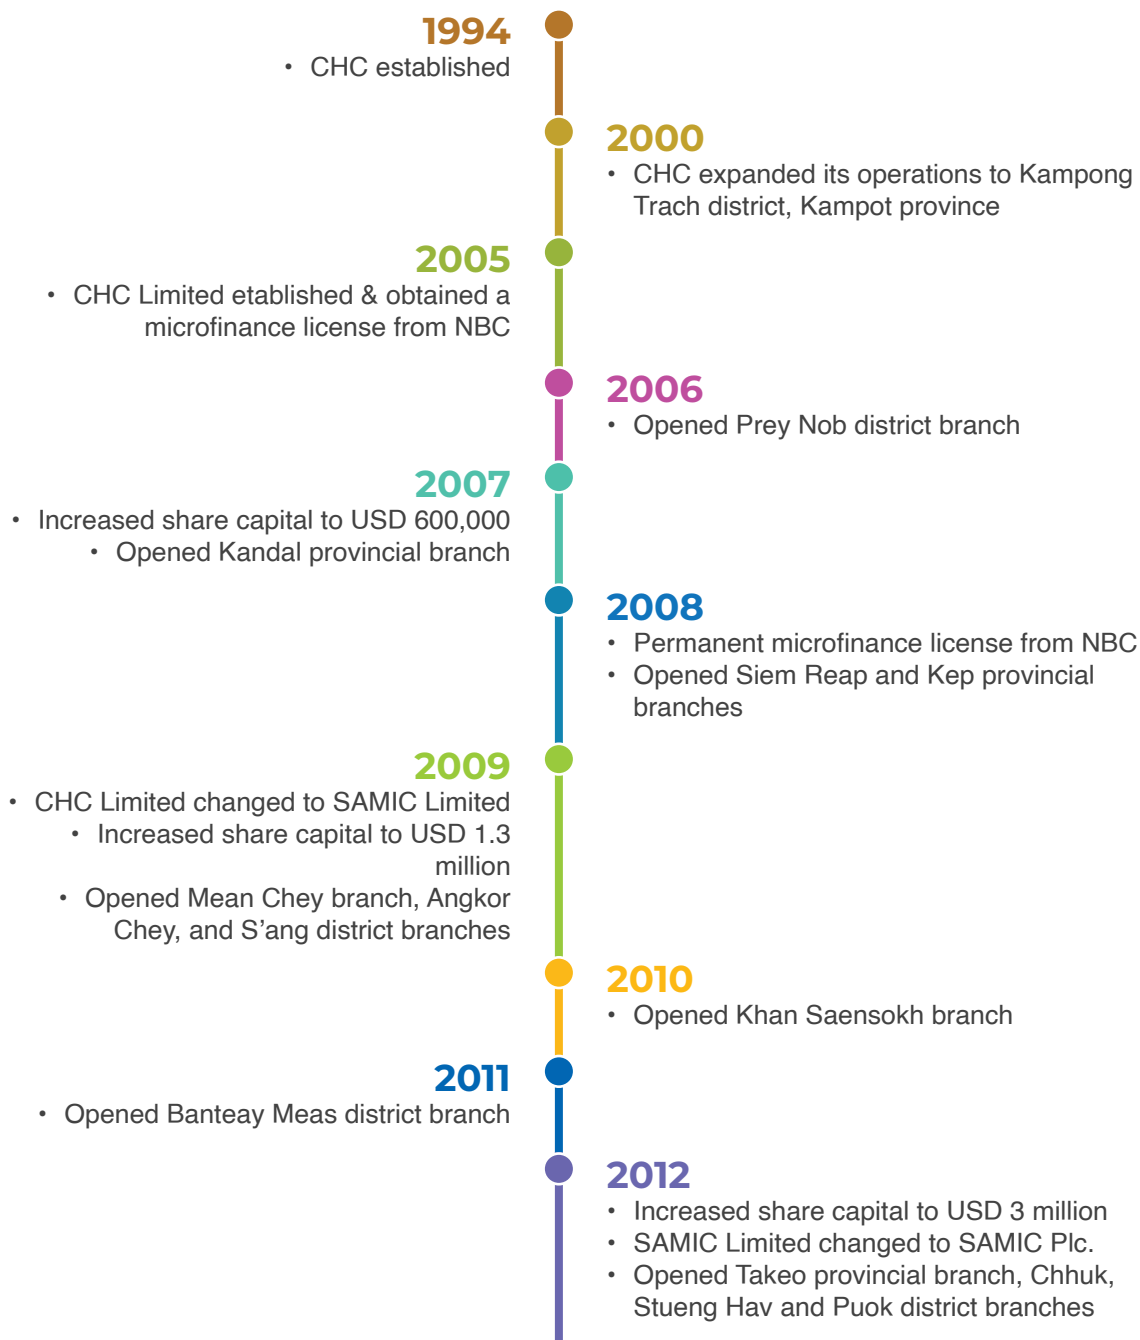 1994
• CHC established
2000
• CHC expanded its operations to Kampong
Trach district, Kampot province
2005
• CHC Limited etablished & obtained a
microfinance license from NBC
2006
• Opened Prey Nob district branch
2007
• Increased share capital to USD 600,000
• Opened Kandal provincial branch
2008
• Permanent microfinance license from NBC
• Opened Siem Reap and Kep provincial
branches
2009
• CHC Limited changed to SAMIC Limited
• Increased share capital to USD 1.3
million
• Opened Mean Chey branch, Angkor
Chey, and S’ang district branches
2010
• Opened Khan Saensokh branch
2011
• Opened Banteay Meas district branch
2012
• Increased share capital to USD 3 million
• SAMIC Limited changed to SAMIC Plc.
• Opened Takeo provincial branch, Chhuk,
Stueng Hav and Puok district branches